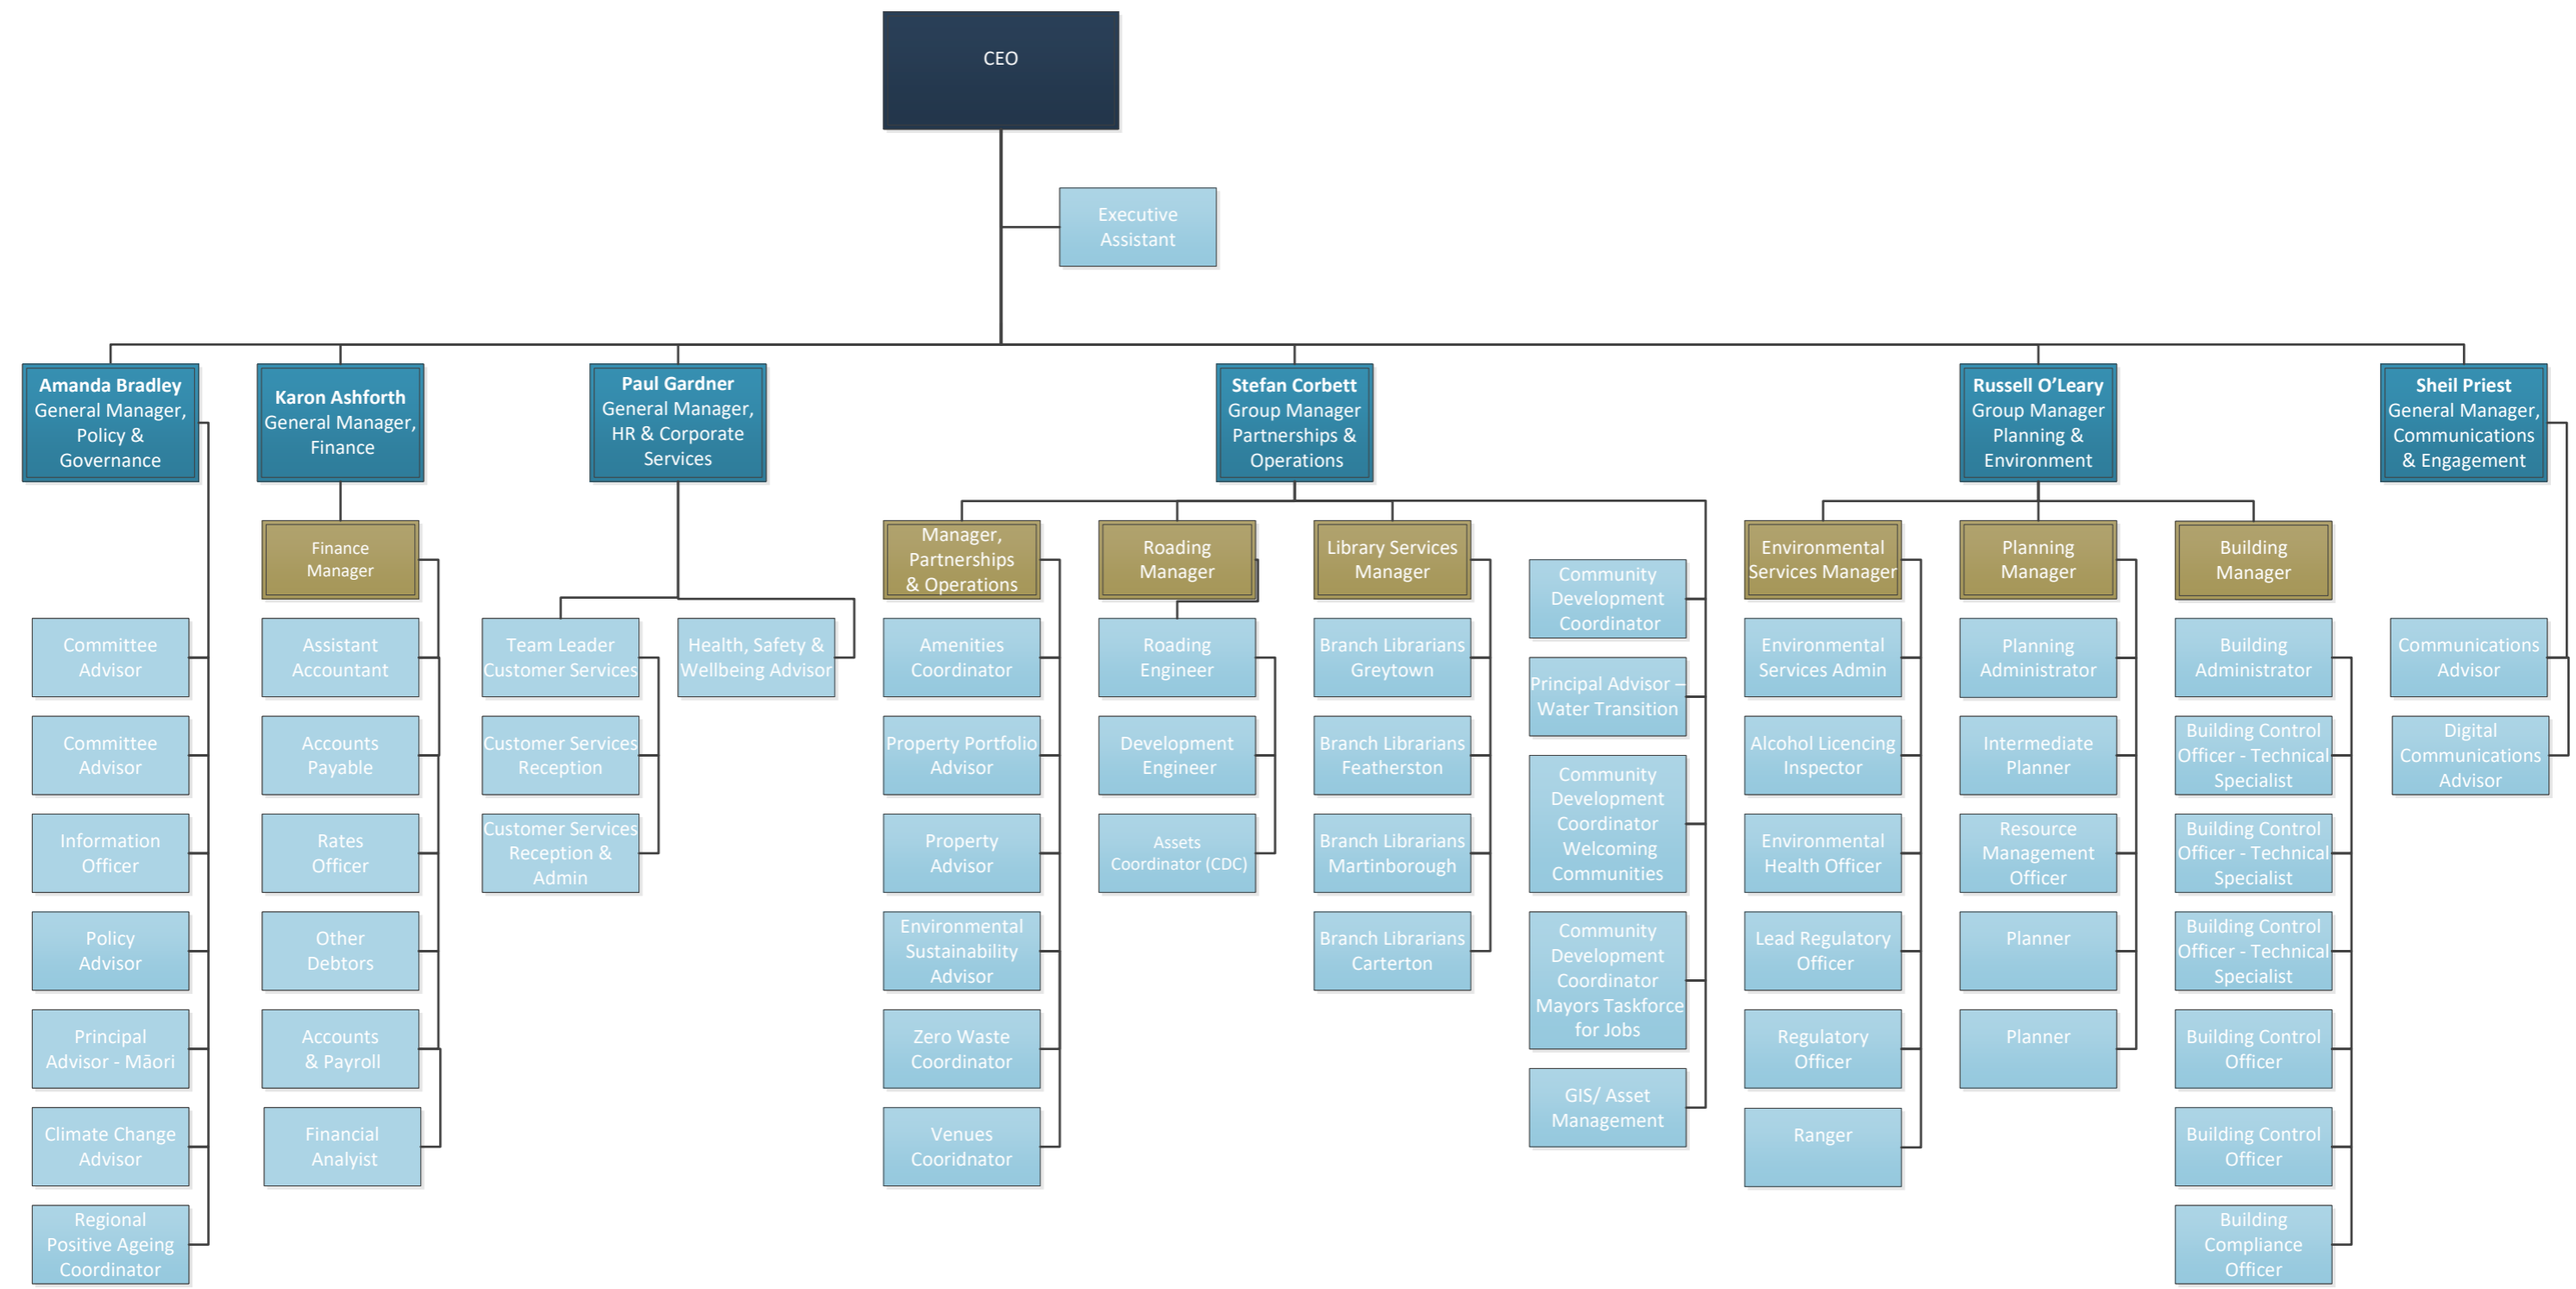 CEO
Executive
Assistant
Amanda Bradley
General Manager,
Policy &
Governance
Karon Ashforth
General Manager,
Finance
Paul Gardner
General Manager,
HR & Corporate
Services
Stefan Corbett
Group Manager
Partnerships &
Operations
Russell O’Leary
Group Manager
Planning &
Environment
Sheil Priest
General Manager,
Communications
& Engagement
Committee
Advisor
Committee
Advisor
Information
Officer
Policy
Advisor
Principal
Advisor - Māori
Climate Change
Advisor
Regional
Positive Ageing
Coordinator
Finance
Manager
Assistant
Accountant
Accounts
Payable
Rates
Officer
Other
Debtors
Accounts
& Payroll
Financial
Analyist
Team Leader
Customer Services
Customer Services
Reception
Customer Services
Reception &
Admin
Health, Safety &
Wellbeing Advisor
Manager,
Partnerships
& Operations
Amenities
Coordinator
Property Portfolio
Advisor
Property
Advisor
Environmental
Sustainability
Advisor
Zero Waste
Coordinator
Venues
Cooridnator
Roading
Manager
Roading
Engineer
Development
Engineer
Assets
Coordinator (CDC)
Library Services
Manager
Branch Librarians
Greytown
Branch Librarians
Featherston
Branch Librarians
Martinborough
Branch Librarians
Carterton
Community
Development
Coordinator
Principal Advisor –
Water Transition
Community
Development
Coordinator
Welcoming
Communities
Community
Development
Coordinator
Mayors Taskforce
for Jobs
GIS/ Asset
Management
Environmental
Services Manager
Environmental
Services Admin
Alcohol Licencing
Inspector
Environmental
Health Officer
Lead Regulatory
Officer
Regulatory
Officer
Ranger
Planning
Manager
Planning
Administrator
Intermediate
Planner
Resource
Management
Officer
Planner
Planner
Building
Manager
Building
Administrator
Building Control
Officer - Technical
Specialist
Building Control
Officer - Technical
Specialist
Building Control
Officer - Technical
Specialist
Building Control
Officer
Building Control
Officer
Building
Compliance
Officer
Communications
Advisor
Digital
Communications
Advisor